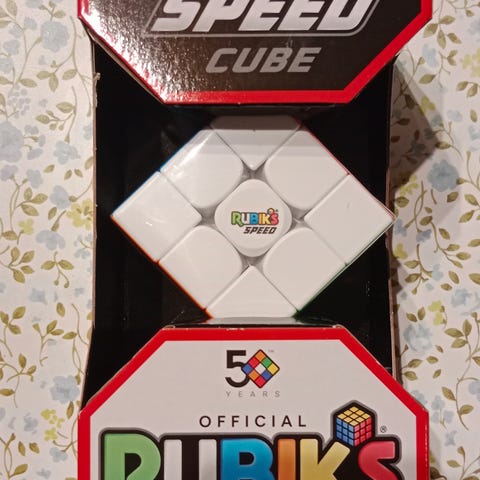 SPEED
CUBE
RUBIK'S
SPEED
50
YEARS
OFFICIAL
RUBIK'S®